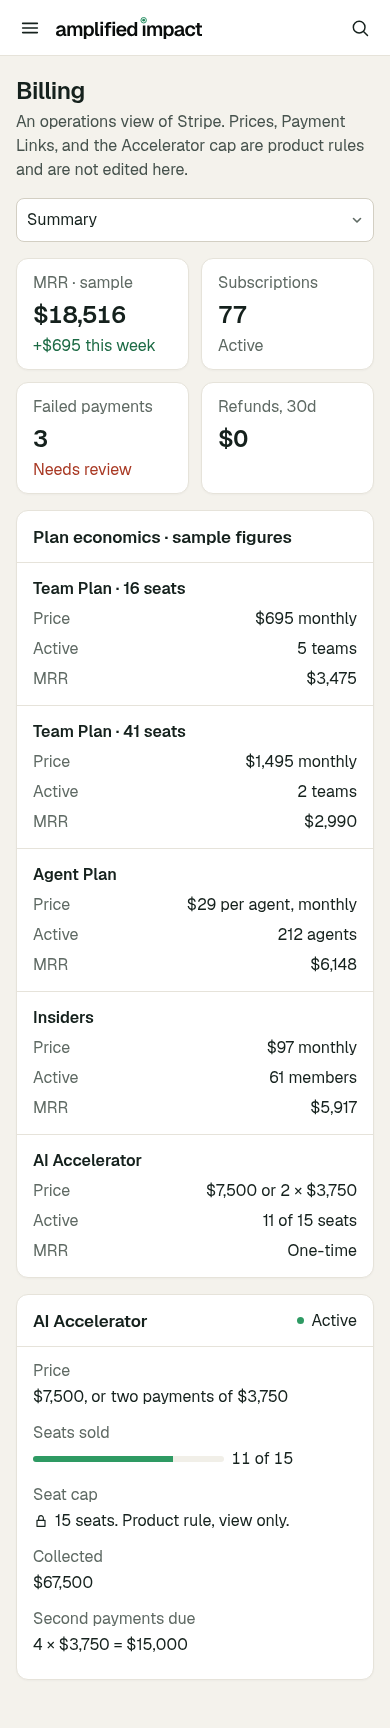 amplified impact
Billing
An operations view of Stripe. Prices, Payment
Links, and the Accelerator cap are product rules
and are not edited here.
Summary
MRR · sample
$18,516
+$695 this week
Subscriptions
77
Active
Failed payments
3
Needs review
Refunds, 30d
$0
Plan economics · sample figures
Team Plan · 16 seats
Price $695 monthly
Active 5 teams
MRR $3,475
Team Plan · 41 seats
Price $1,495 monthly
Active 2 teams
MRR $2,990
Agent Plan
Price $29 per agent, monthly
Active 212 agents
MRR $6,148
Insiders
Price $97 monthly
Active 61 members
MRR $5,917
AI Accelerator
Price $7,500 or 2 × $3,750
Active 11 of 15 seats
MRR One-time
AI Accelerator Active
Price
$7,500, or two payments of $3,750
Seats sold
11 of 15
Seat cap
15 seats. Product rule, view only.
Collected
$67,500
Second payments due
4 × $3,750 = $15,000